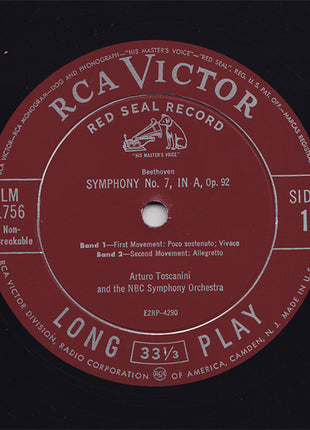 RCA VICTOR-RCA MONOGRAM-DOG AND PHONOGRAPH-"HIS MASTER'S VOICE"-"RED SEAL", REG. U.S. PAT. OFF.-MARCAS REGISTRADAS
RCA VICTOR
RED SEAL RECORD
"HIS MASTER'S VOICE"
Beethoven
SYMPHONY No. 7, IN A, Op. 92
LM
1756
Non-
Breakable
SIDE
1
Band 1—First Movement: Poco sostenuto; Vivace
Band 2—Second Movement: Allegretto
Arturo Toscanini
and the NBC Symphony Orchestra
E2RP-4290
LONG 33⅓ PLAY
RCA VICTOR DIVISION, RADIO CORPORATION RCA OF AMERICA, CAMDEN, N. J. MADE IN U.